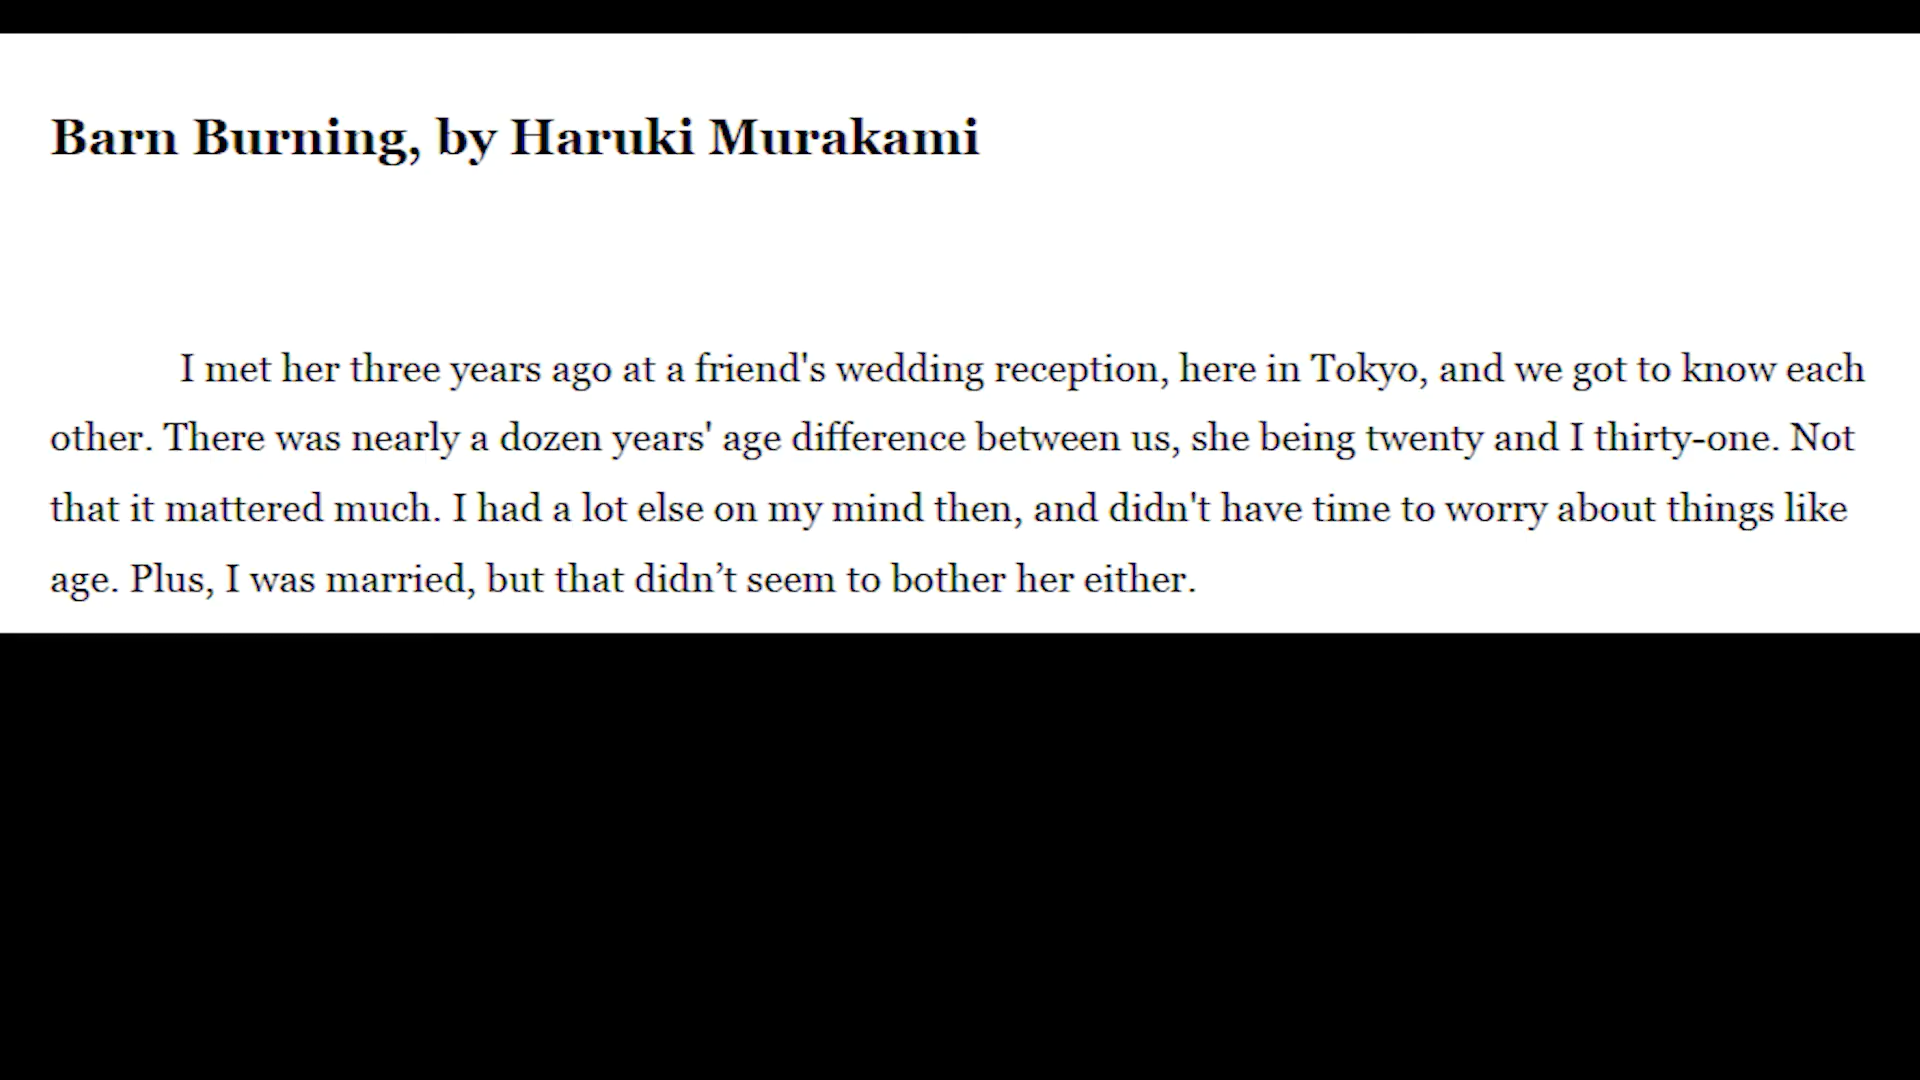 Barn Burning, by Haruki Murakami
I met her three years ago at a friend's wedding reception, here in Tokyo, and we got to know each
other. There was nearly a dozen years' age difference between us, she being twenty and I thirty-one. Not
that it mattered much. I had a lot else on my mind then, and didn't have time to worry about things like
age. Plus, I was married, but that didn’t seem to bother her either.